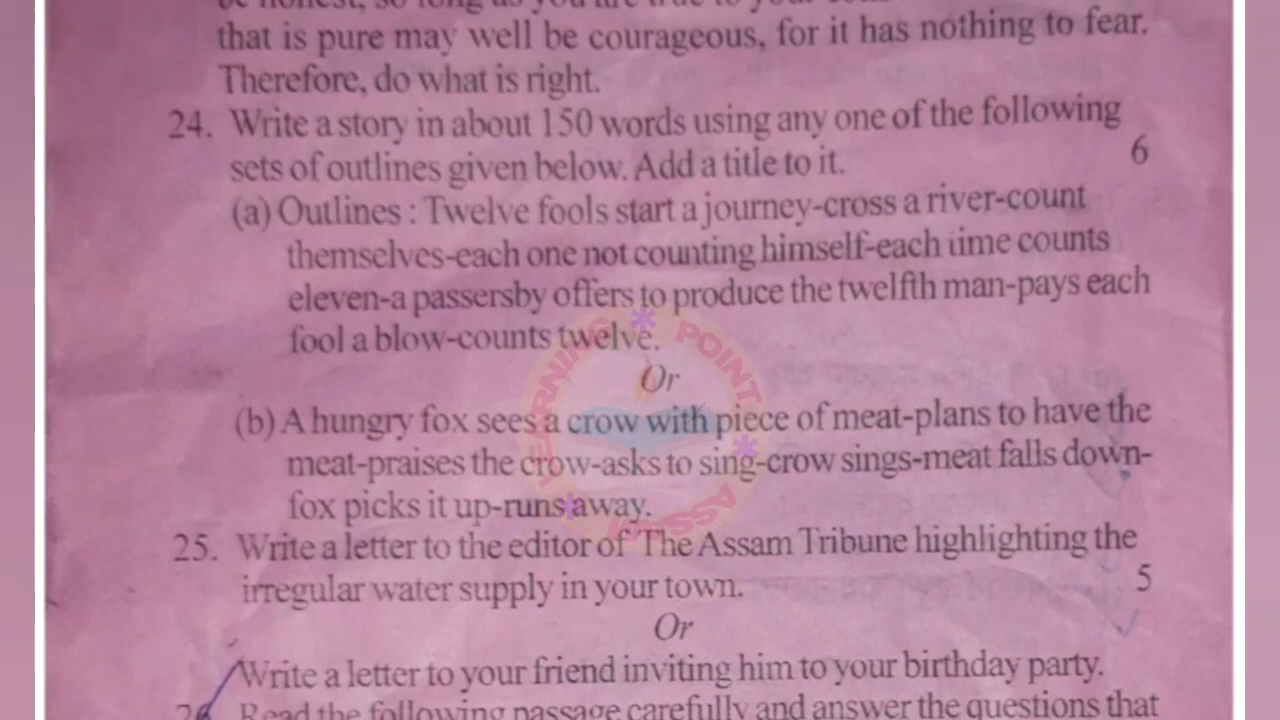 that is pure may well be courageous, for it has nothing to fear.
Therefore, do what is right.
24. Write a story in about 150 words using any one of the following
sets of outlines given below. Add a title to it. 6
(a) Outlines : Twelve fools start a journey-cross a river-count
themselves-each one not counting himself-each time counts
eleven-a passersby offers to produce the twelfth man-pays each
fool a blow-counts twelve.
Or
(b) A hungry fox sees a crow with piece of meat-plans to have the
meat-praises the crow-asks to sing-crow sings-meat falls down-
fox picks it up-runs away.
LEARNING POINT ASSAM
25. Write a letter to the editor of The Assam Tribune highlighting the
irregular water supply in your town. 5
Or
Write a letter to your friend inviting him to your birthday party.
26 Read the following passage carefully and answer the questions that